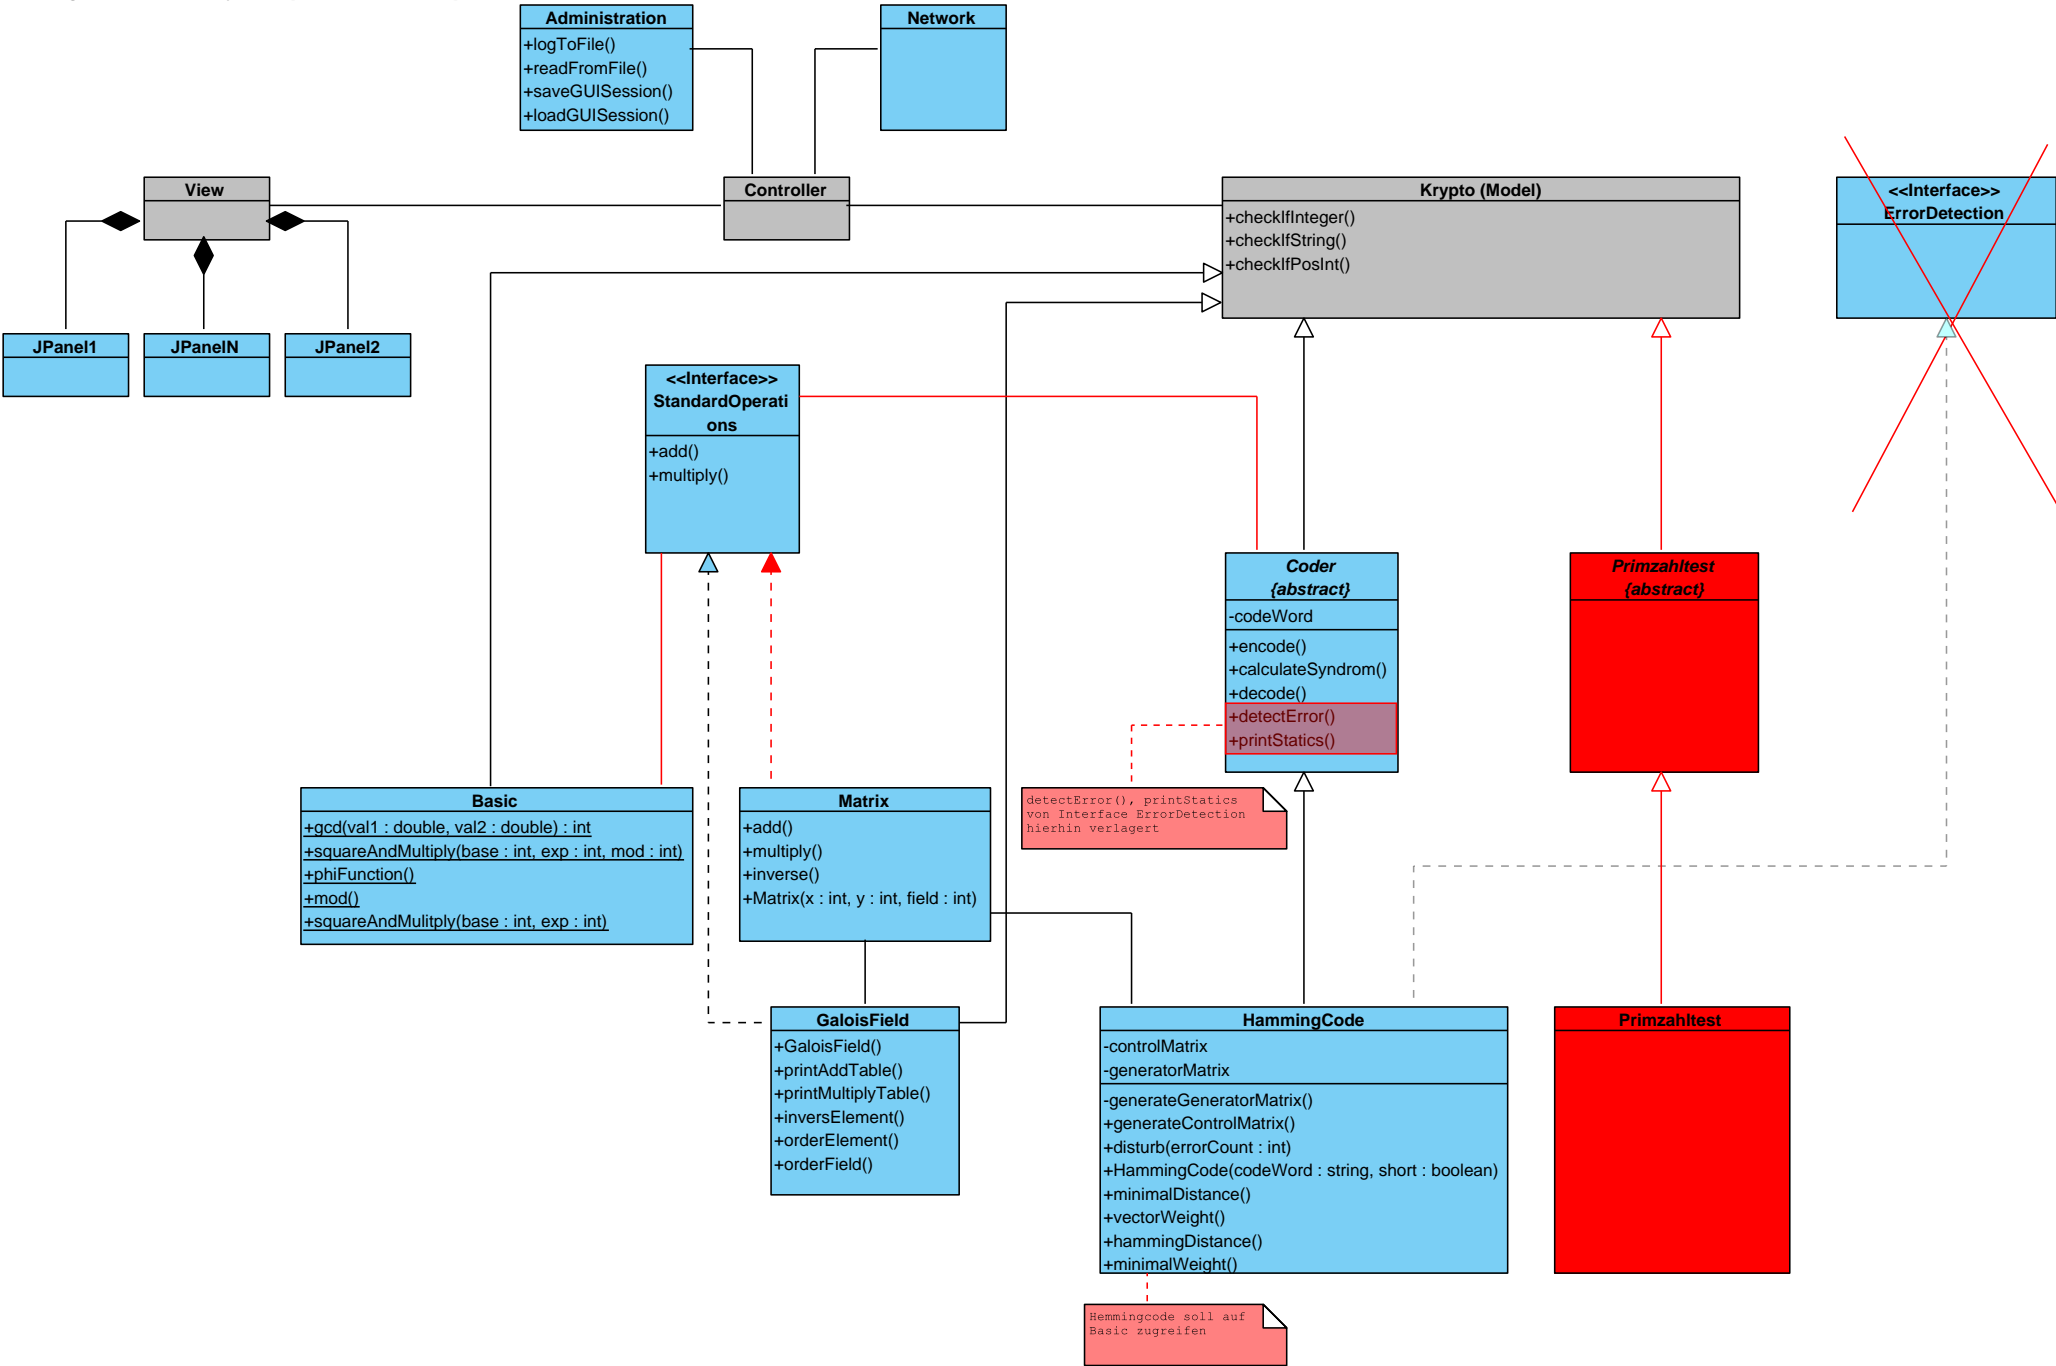 Administration
+logToFile()
+readFromFile()
+saveGUISession()
+loadGUISession()
Network
View
Controller
Krypto (Model)
+checkIfInteger()
+checkIfString()
+checkIfPosInt()
<<Interface>>
ErrorDetection
JPanel1
JPanelN
JPanel2
<<Interface>>
StandardOperati
ons
+add()
+multiply()
Coder
{abstract}
-codeWord
+encode()
+calculateSyndrom()
+decode()
+detectError()
+printStatics()
Primzahltest
{abstract}
Basic
+gcd(val1 : double, val2 : double) : int
+squareAndMultiply(base : int, exp : int, mod : int)
+phiFunction()
+mod()
+squareAndMulitply(base : int, exp : int)
Matrix
+add()
+multiply()
+inverse()
+Matrix(x : int, y : int, field : int)
detectError(), printStatics
von Interface ErrorDetection
hierhin verlagert
GaloisField
+GaloisField()
+printAddTable()
+printMultiplyTable()
+inversElement()
+orderElement()
+orderField()
HammingCode
-controlMatrix
-generatorMatrix
-generateGeneratorMatrix()
+generateControlMatrix()
+disturb(errorCount : int)
+HammingCode(codeWord : string, short : boolean)
+minimalDistance()
+vectorWeight()
+hammingDistance()
+minimalWeight()
Primzahltest
Hemmingcode soll auf
Basic zugreifen